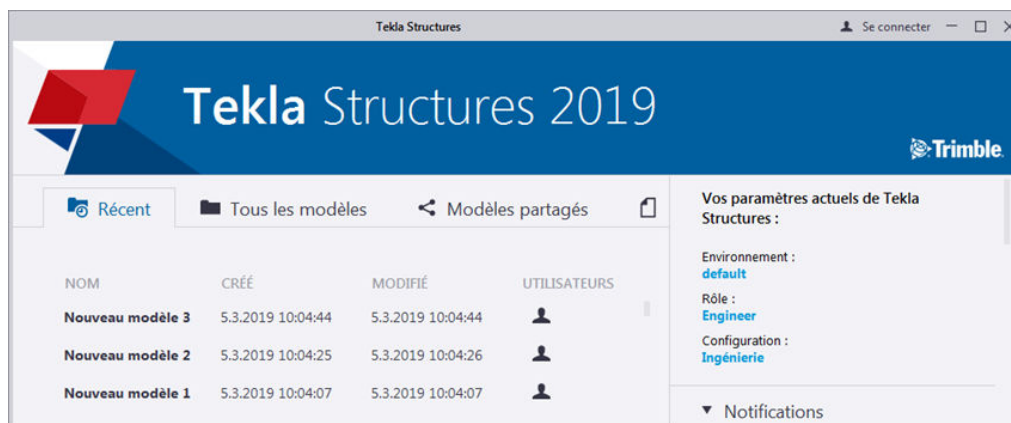 Tekla Structures
Se connecter
Tekla Structures 2019
Trimble.
Récent
Tous les modèles
Modèles partagés
NOM CRÉÉ MODIFIÉ UTILISATEURS
Nouveau modèle 3 5.3.2019 10:04:44 5.3.2019 10:04:44
Nouveau modèle 2 5.3.2019 10:04:25 5.3.2019 10:04:26
Nouveau modèle 1 5.3.2019 10:04:07 5.3.2019 10:04:07
Vos paramètres actuels de Tekla
Structures :
Environnement :
default
Rôle :
Engineer
Configuration :
Ingénierie
Notifications